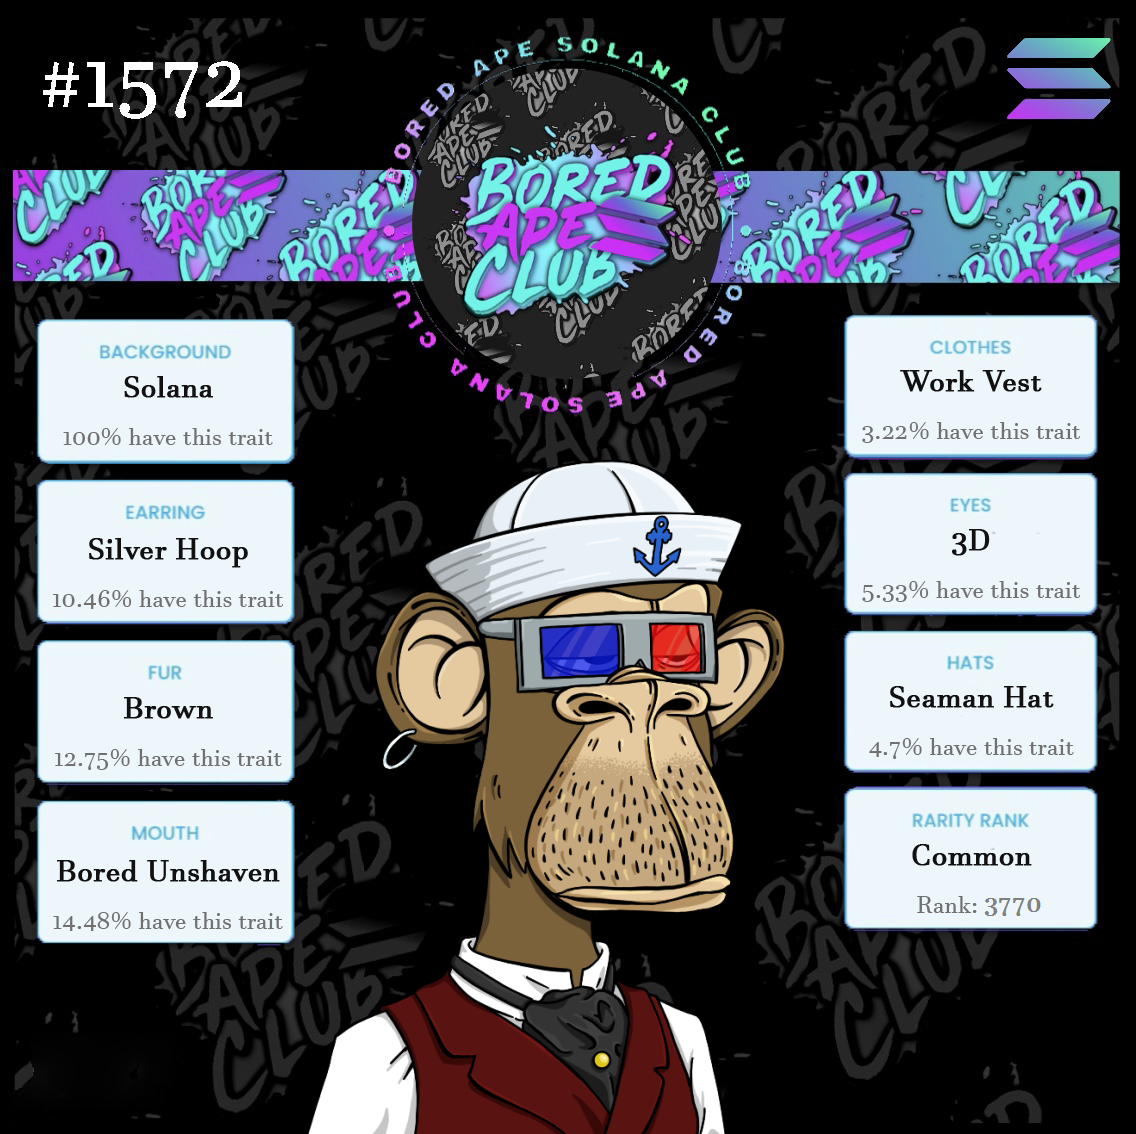 #1572
BORED APE SOLANA CLUB
BORED APE SOLANA CLUB
BORED
APE
CLUB
BACKGROUND
Solana
100% have this trait
EARRING
Silver Hoop
10.46% have this trait
FUR
Brown
12.75% have this trait
MOUTH
Bored Unshaven
14.48% have this trait
CLOTHES
Work Vest
3.22% have this trait
EYES
3D
5.33% have this trait
HATS
Seaman Hat
4.7% have this trait
RARITY RANK
Common
Rank: 3770